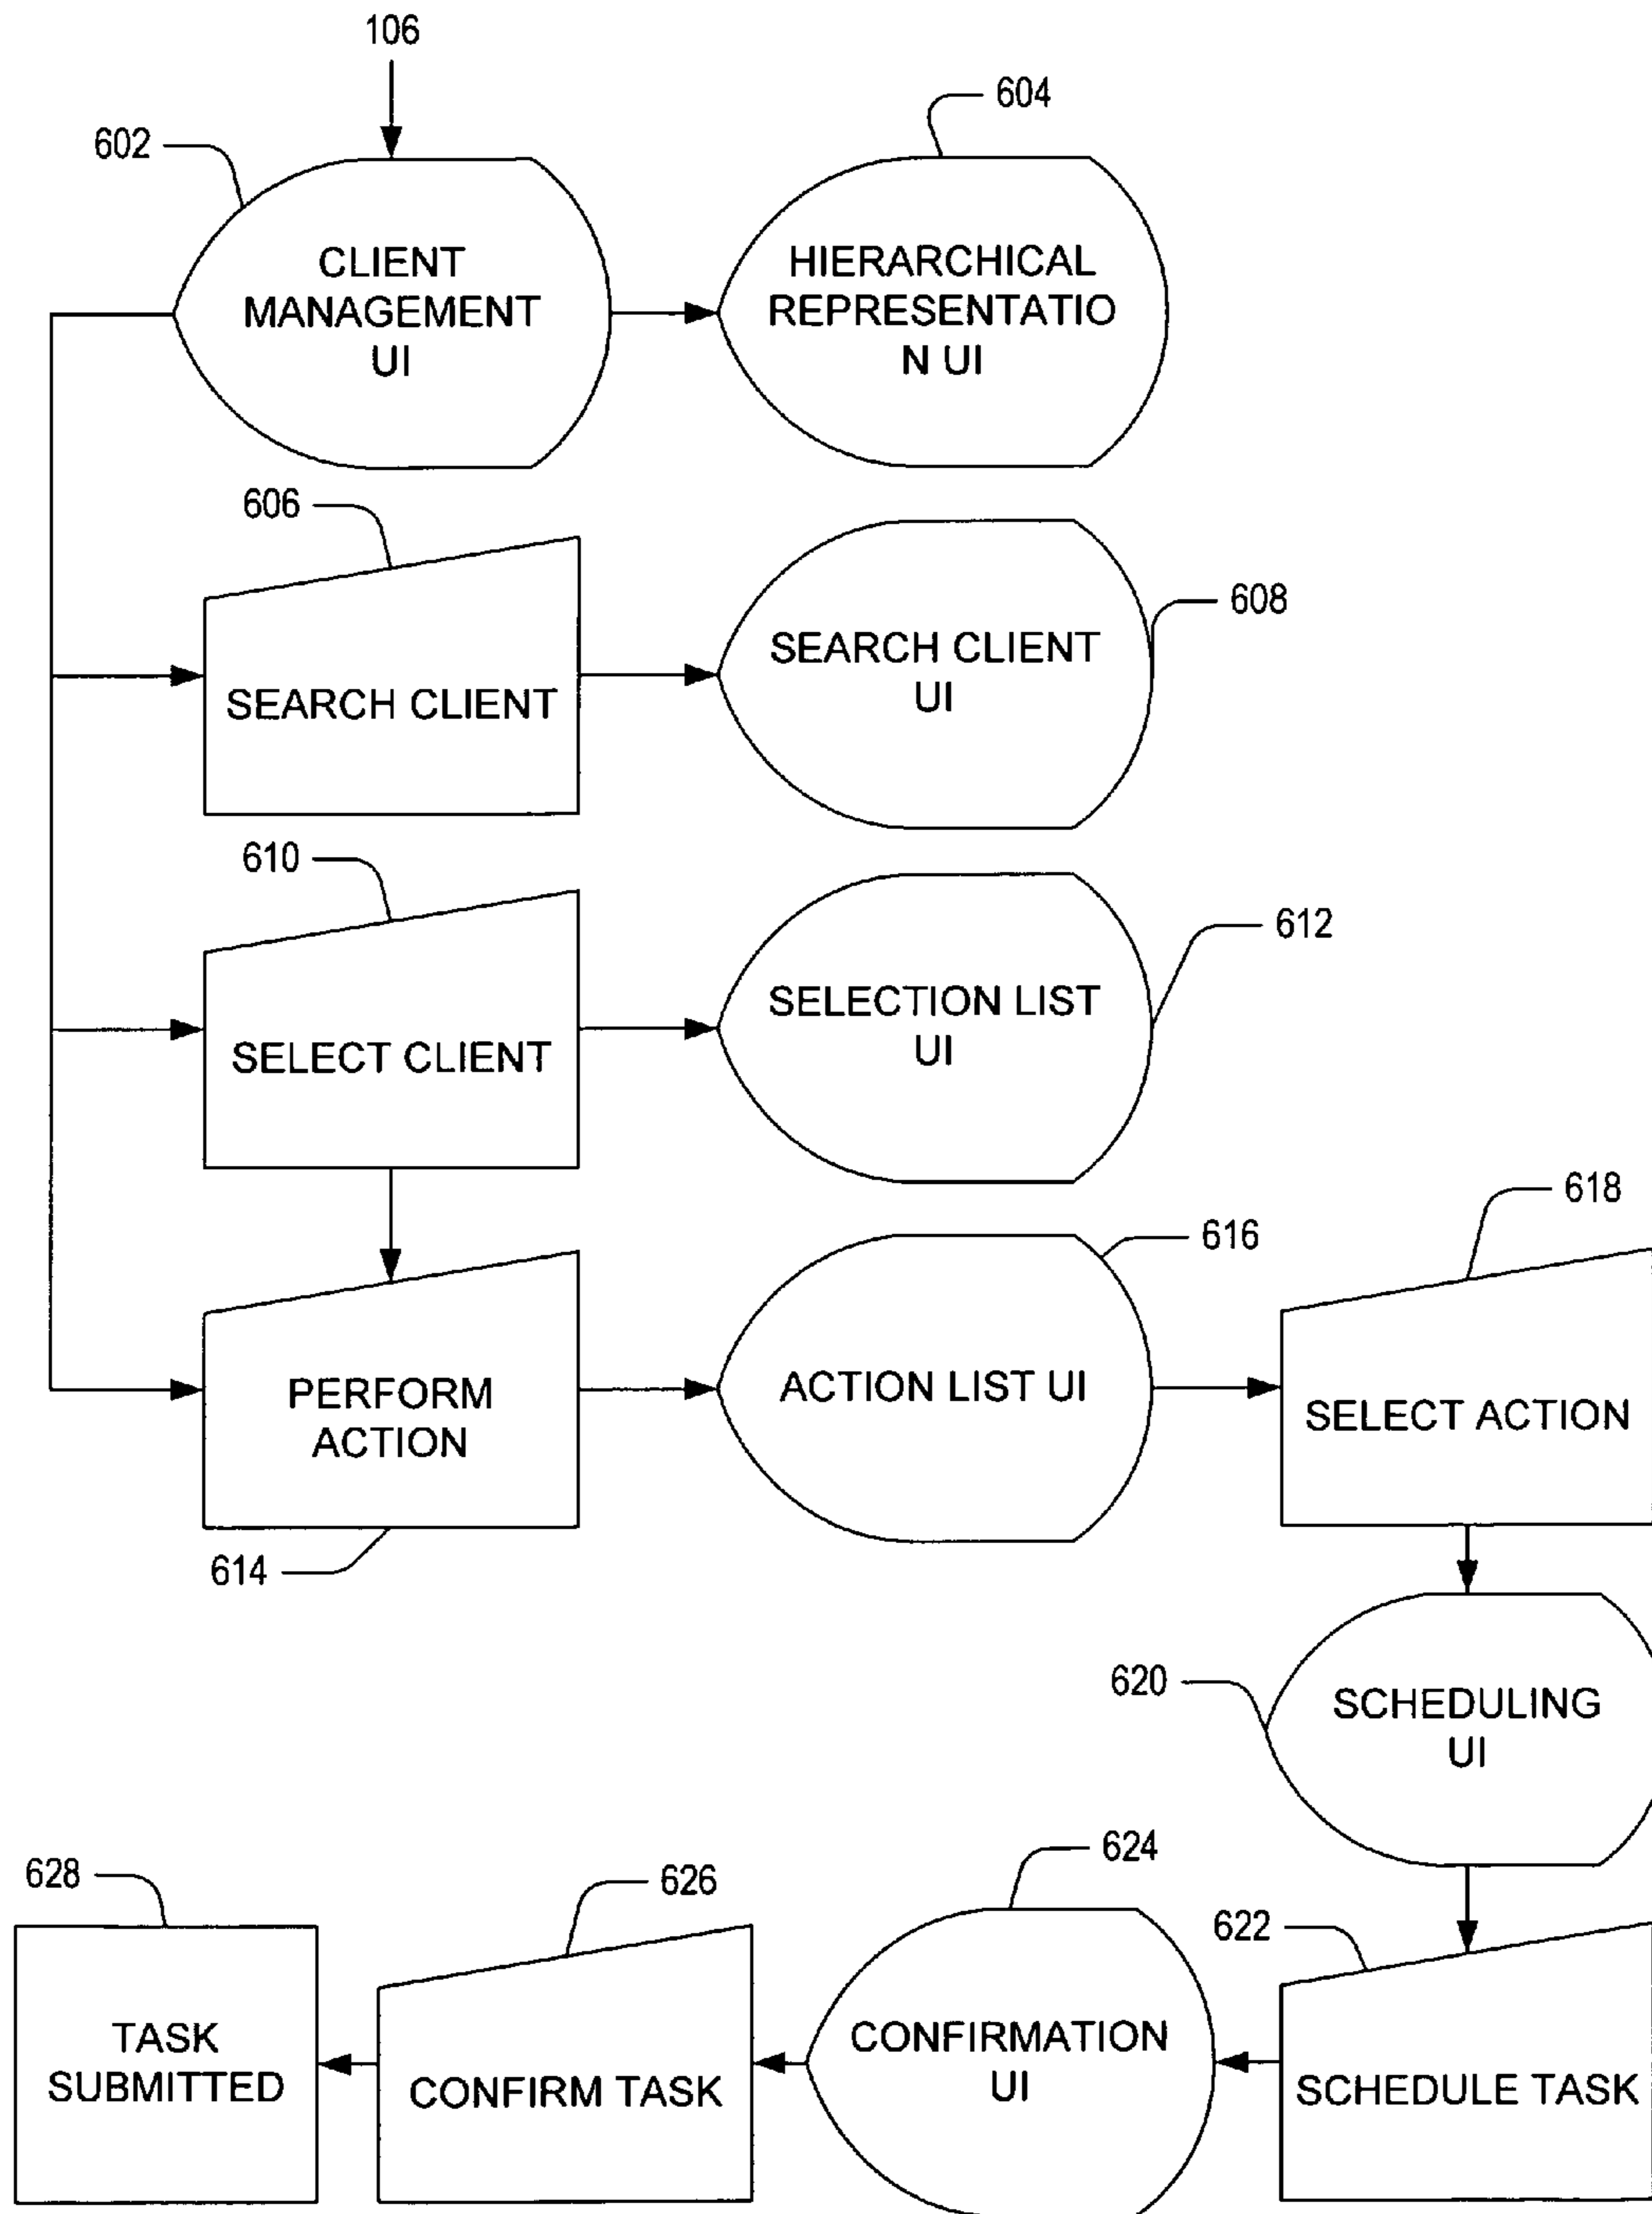 106
602
604
CLIENT
MANAGEMENT
UI
HIERARCHICAL
REPRESENTATIO
N UI
606
608
SEARCH CLIENT
SEARCH CLIENT
UI
610
612
SELECT CLIENT
SELECTION LIST
UI
614
616
618
PERFORM
ACTION
ACTION LIST UI
SELECT ACTION
620
SCHEDULING
UI
622
SCHEDULE TASK
624
CONFIRMATION
UI
626
CONFIRM TASK
628
TASK
SUBMITTED